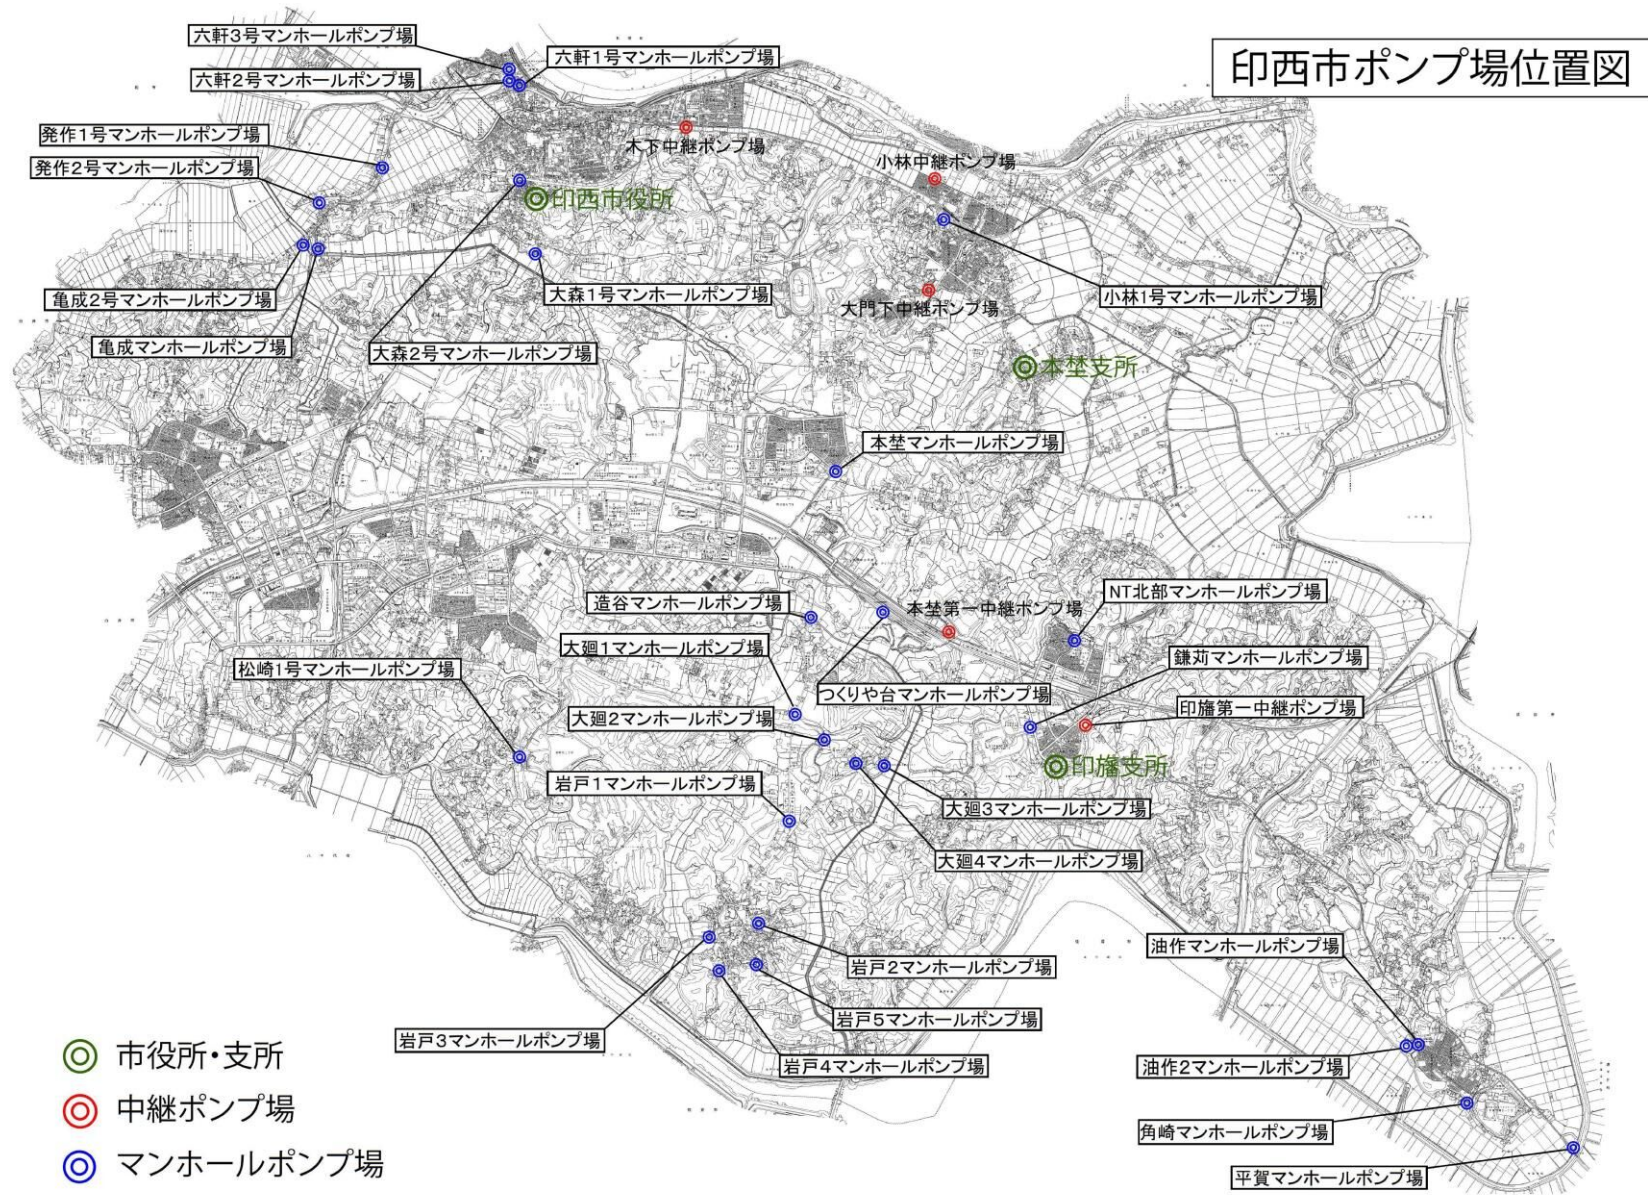 印西市ポンプ場位置図
六軒3号マンホールポンプ場
六軒1号マンホールポンプ場
六軒2号マンホールポンプ場
発作1号マンホールポンプ場
発作2号マンホールポンプ場
木下中継ポンプ場
小林中継ポンプ場
印西市役所
亀成2号マンホールポンプ場
大森1号マンホールポンプ場
小林1号マンホールポンプ場
大門下中継ポンプ場
亀成マンホールポンプ場
大森2号マンホールポンプ場
本埜支所
本埜マンホールポンプ場
NT北部マンホールポンプ場
造谷マンホールポンプ場
本埜第一中継ポンプ場
大廻1マンホールポンプ場
鎌苅マンホールポンプ場
松崎1号マンホールポンプ場
つくりや台マンホールポンプ場
印旛第一中継ポンプ場
大廻2マンホールポンプ場
印旛支所
岩戸1マンホールポンプ場
大廻3マンホールポンプ場
大廻4マンホールポンプ場
油作マンホールポンプ場
岩戸2マンホールポンプ場
岩戸5マンホールポンプ場
岩戸3マンホールポンプ場
岩戸4マンホールポンプ場
油作2マンホールポンプ場
角崎マンホールポンプ場
平賀マンホールポンプ場
市役所・支所
中継ポンプ場
マンホールポンプ場